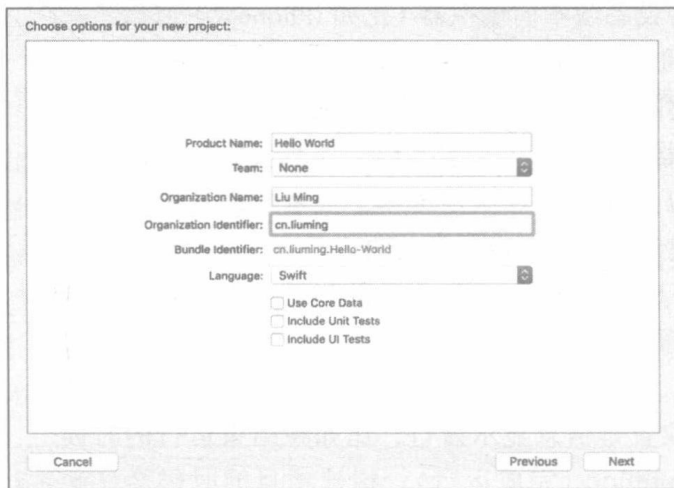 Choose options for your new project:
Product Name: Hello World
Team: None
Organization Name: Liu Ming
Organization Identifier: cn.liuming
Bundle Identifier: cn.liuming.Hello-World
Language: Swift
Use Core Data
Include Unit Tests
Include UI Tests
Cancel Previous Next